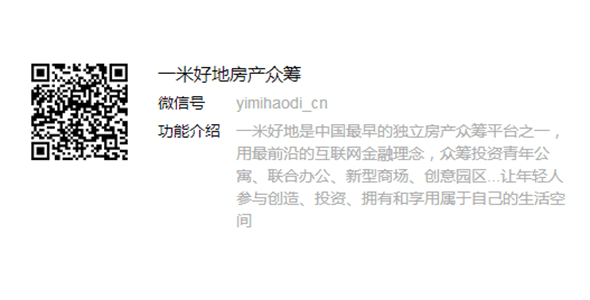 一米好地房产众筹
微信号 yimihaodi_cn
功能介绍 一米好地是中国最早的独立房产众筹平台之一，
用最前沿的互联网金融理念，众筹投资青年公
寓、联合办公、新型商场、创意园区...让年轻人
参与创造、投资、拥有和享用属于自己的生活空
间